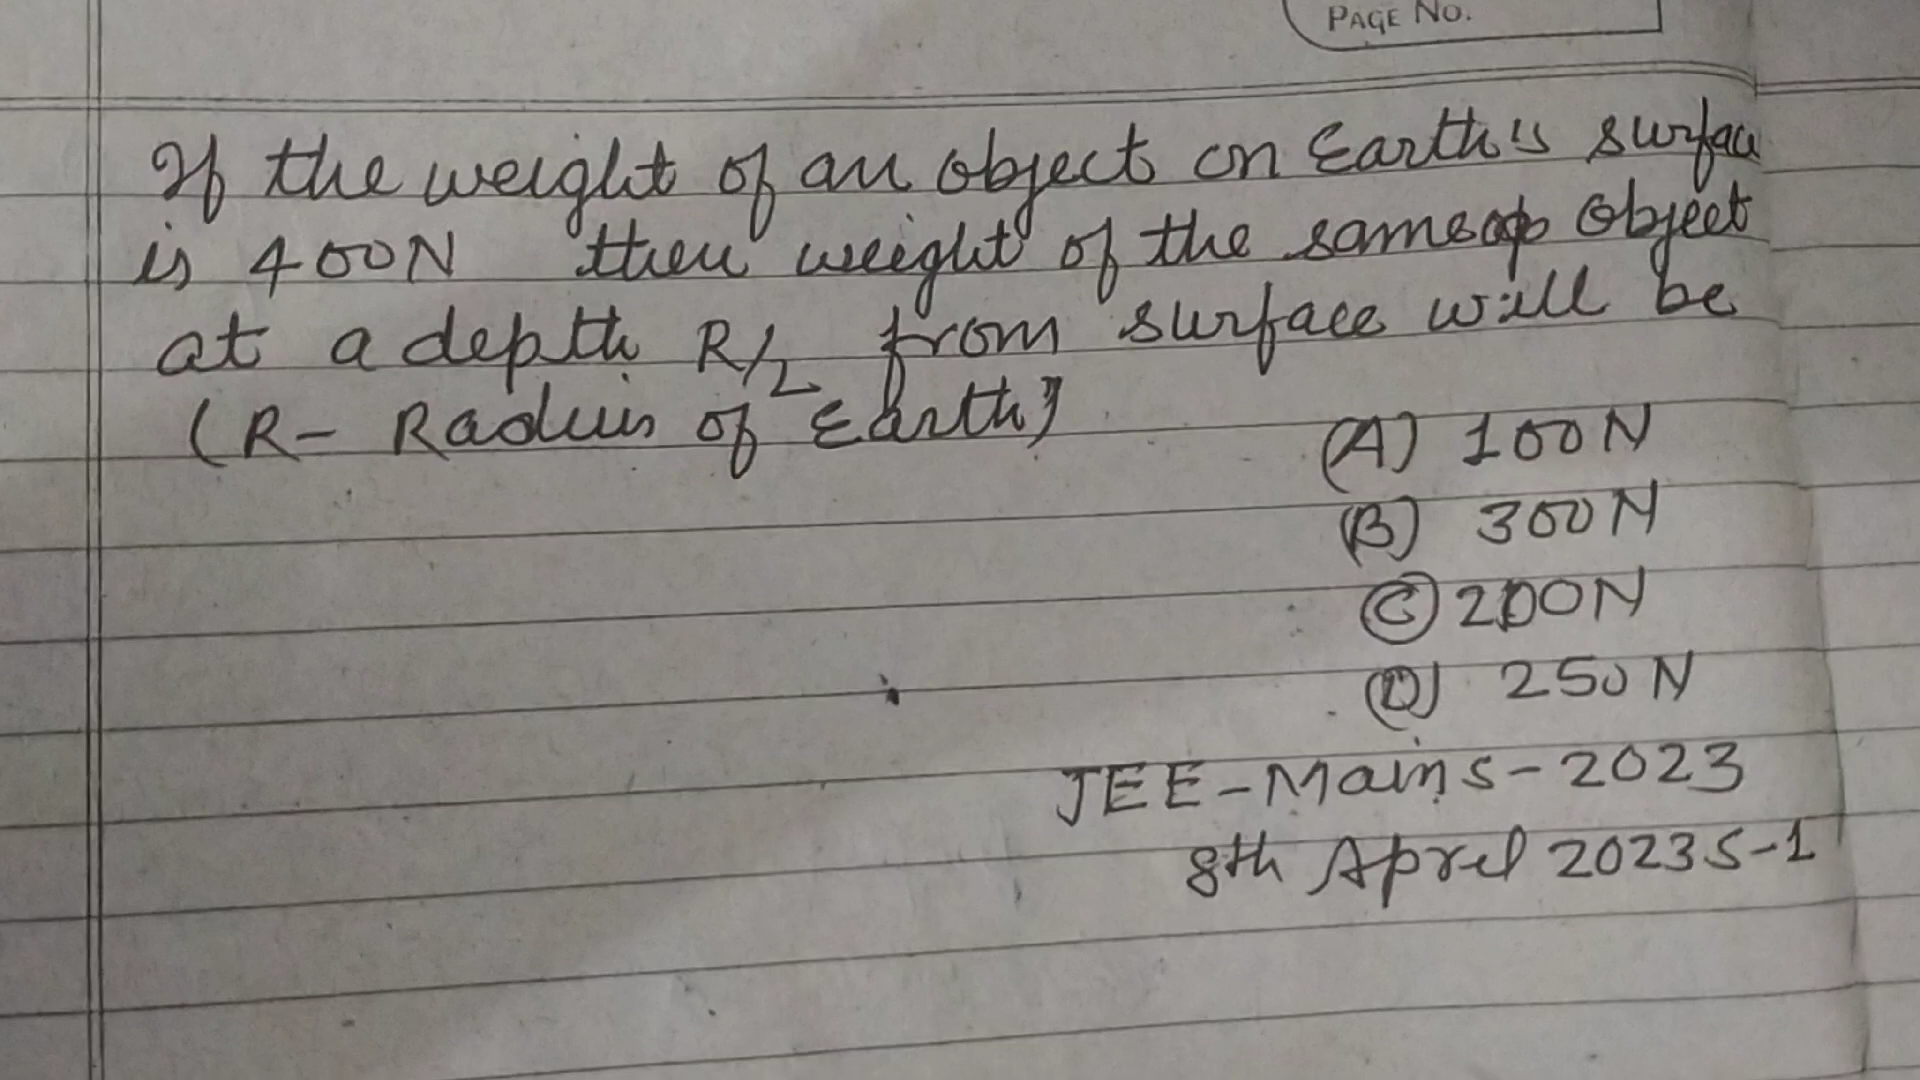 PAGE NO.
If the weight of an object on Earth's surface
is 400N then weight of the same object
at a depth R/2 from surface will be
(R- Radius of Earth)
(A) 100N
(B) 300N
(C) 200N
(D) 250N
JEE-Mains-2023
8th April 2023 S-1